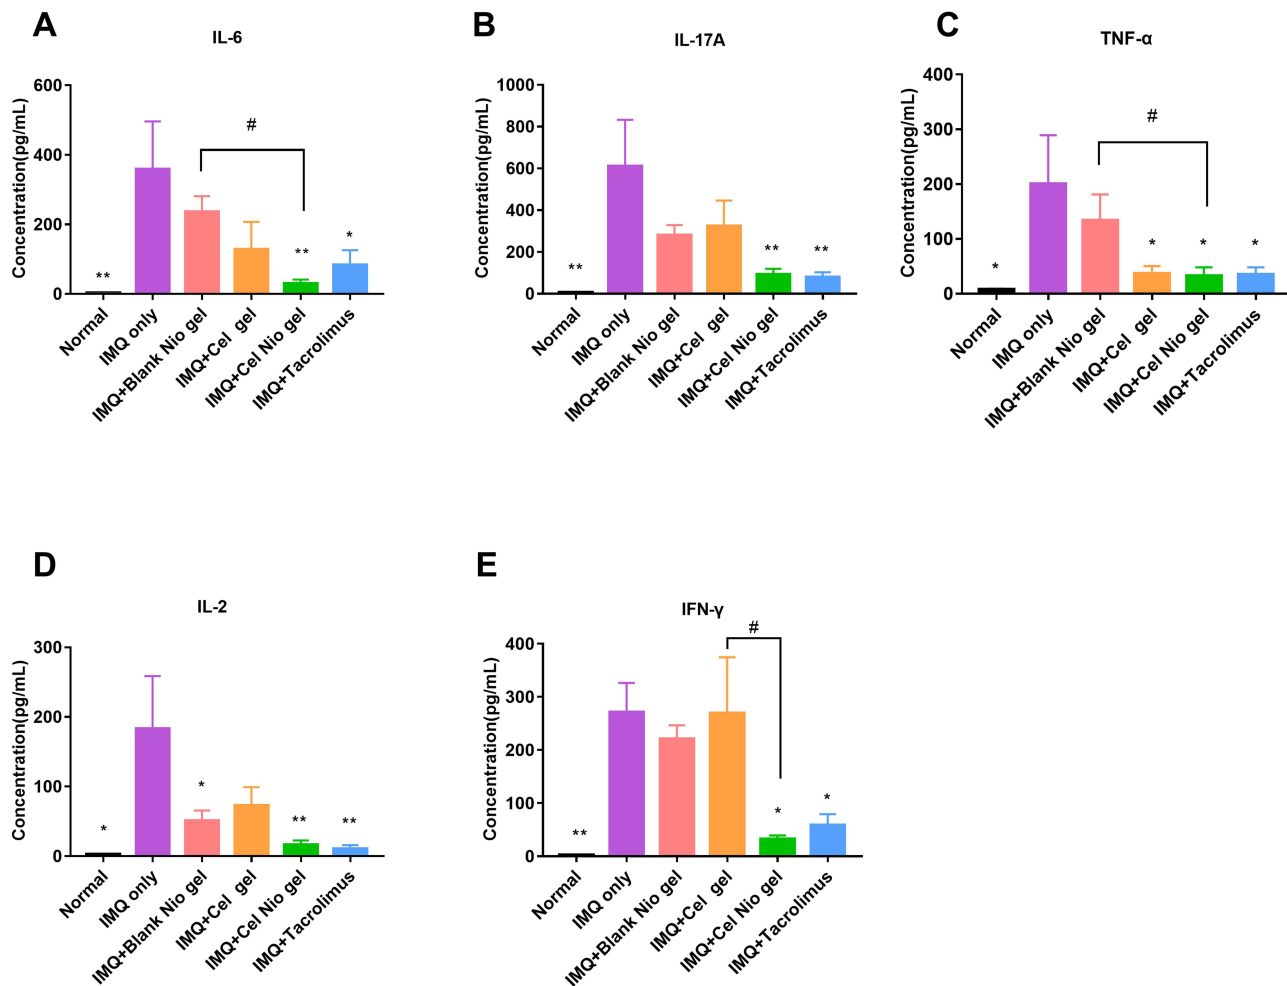 A
IL-6
Concentration(pg/mL)
600
400
200
0
#
**
**
*
Normal
IMQ only
IMQ+Blank Nio gel
IMQ+Cel gel
IMQ+Cel Nio gel
IMQ+Tacrolimus
B
IL-17A
Concentration(pg/mL)
1000
800
600
400
200
0
**
**
**
Normal
IMQ only
IMQ+Blank Nio gel
IMQ+Cel gel
IMQ+Cel Nio gel
IMQ+Tacrolimus
C
TNF-α
Concentration(pg/mL)
400
300
200
100
0
#
*
*
*
*
Normal
IMQ only
IMQ+Blank Nio gel
IMQ+Cel gel
IMQ+Cel Nio gel
IMQ+Tacrolimus
D
IL-2
Concentration(pg/mL)
300
200
100
0
*
*
**
**
Normal
IMQ only
IMQ+Blank Nio gel
IMQ+Cel gel
IMQ+Cel Nio gel
IMQ+Tacrolimus
E
IFN-γ
Concentration(pg/mL)
400
300
200
100
0
#
**
*
*
Normal
IMQ only
IMQ+Blank Nio gel
IMQ+Cel gel
IMQ+Cel Nio gel
IMQ+Tacrolimus